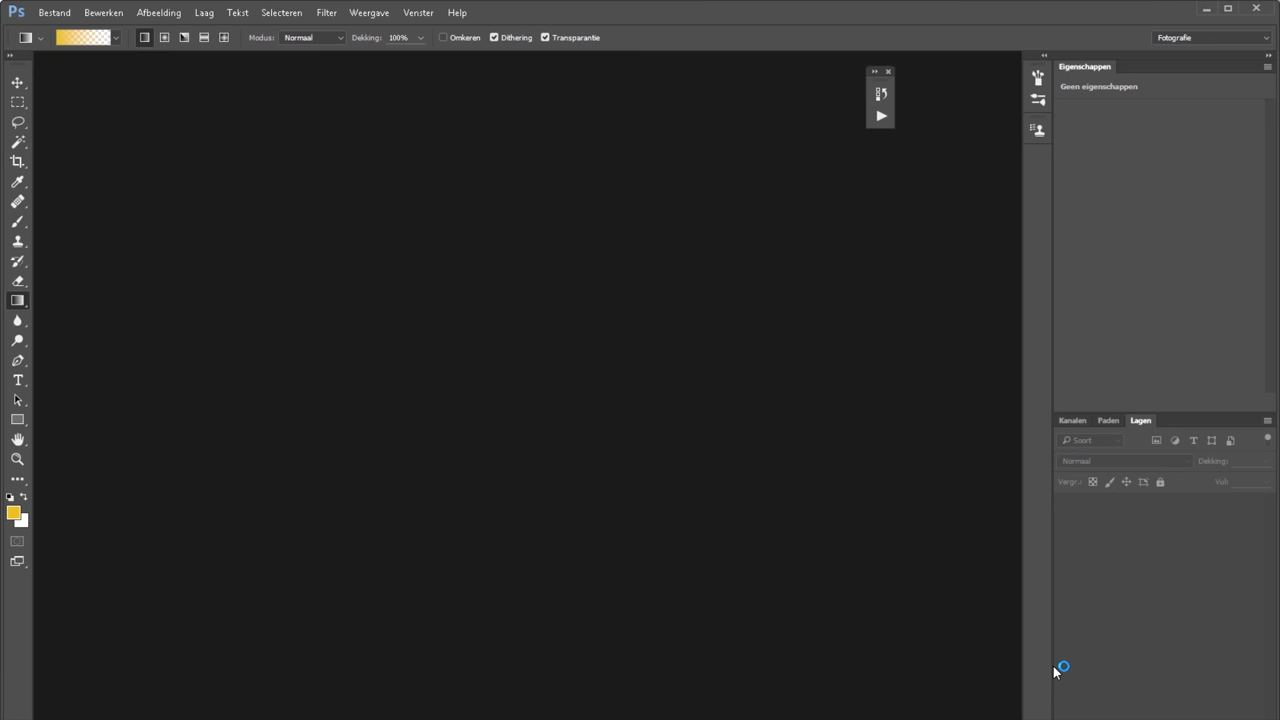 Ps Bestand Bewerken Afbeelding Laag Tekst Selecteren Filter Weergave Venster Help
Modus: Normaal Dekking: 100% Omkeren Dithering Transparantie Fotografie
Eigenschappen
Geen eigenschappen
Kanalen Paden Lagen
Soort
Normaal Dekking:
Vergr.: Vul: